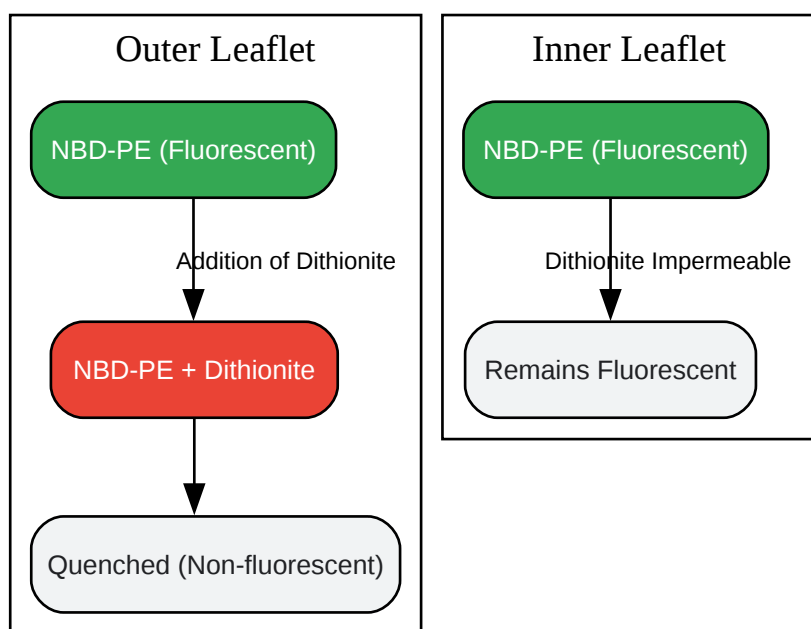 Outer Leaflet
NBD-PE (Fluorescent)
Addition of Dithionite
NBD-PE + Dithionite
Quenched (Non-fluorescent)
Inner Leaflet
NBD-PE (Fluorescent)
Dithionite Impermeable
Remains Fluorescent